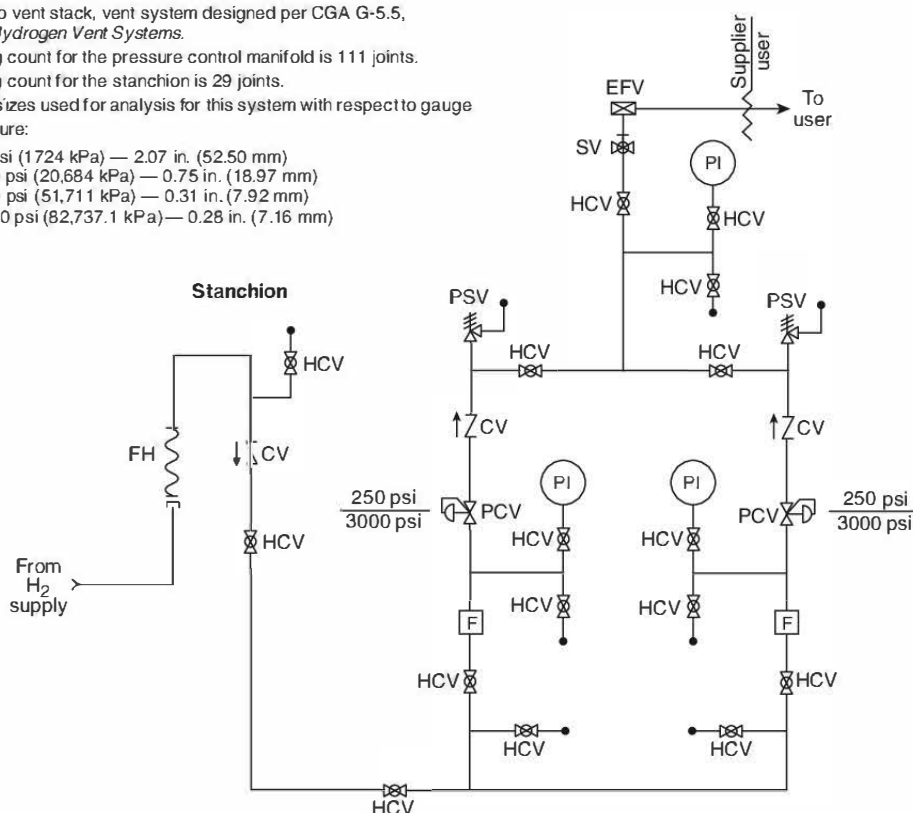 o vent stack, vent system designed per CGA G-5.5,
ydrogen Vent Systems.
g count for the pressure control manifold is 111 joints.
g count for the stanchion is 29 joints.
sizes used for analysis for this system with respect to gauge
ure:
si (1724 kPa) — 2.07 in. (52.50 mm)
psi (20,684 kPa) — 0.75 in. (18.97 mm)
psi (51,711 kPa) — 0.31 in. (7.92 mm)
0 psi (82,737.1 kPa) — 0.28 in. (7.16 mm)
Supplier
user
EFV
To
user
SV
PI
HCV
HCV
HCV
Stanchion
PSV
PSV
HCV
HCV
HCV
FH
CV
CV
CV
PI
PI
250 psi
3000 psi
PCV
PCV
250 psi
3000 psi
HCV
HCV
HCV
From
H2
supply
HCV
HCV
F
F
HCV
HCV
HCV
HCV
HCV